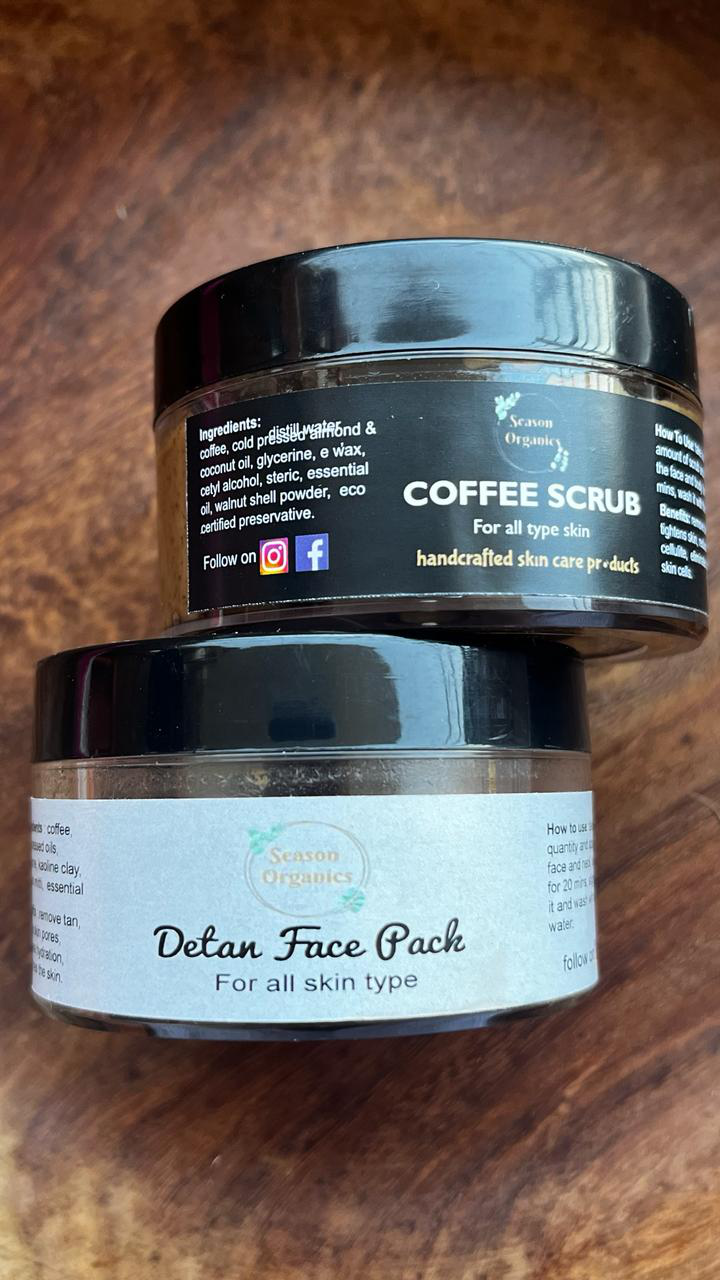 Ingredients: distill water
coffee, cold pressed almond &
coconut oil, glycerine, e wax,
cetyl alcohol, steric, essential
oil, walnut shell powder, eco
certified preservative.
Follow on
Season
Organics
COFFEE SCRUB
For all type skin
handcrafted skin care products
How To Use
amount of
the face and
mins, wash it
Benefits:
tightens skin,
cellulite,
skin cells.
coffee,
oils,
kaoline clay,
essential
remove tan,
pores,
hydration,
the skin.
Season
Organics
Detan Face Pack
For all skin type
How to use
quantity and
face and
for 20 mins,
it and wash
water.
follow